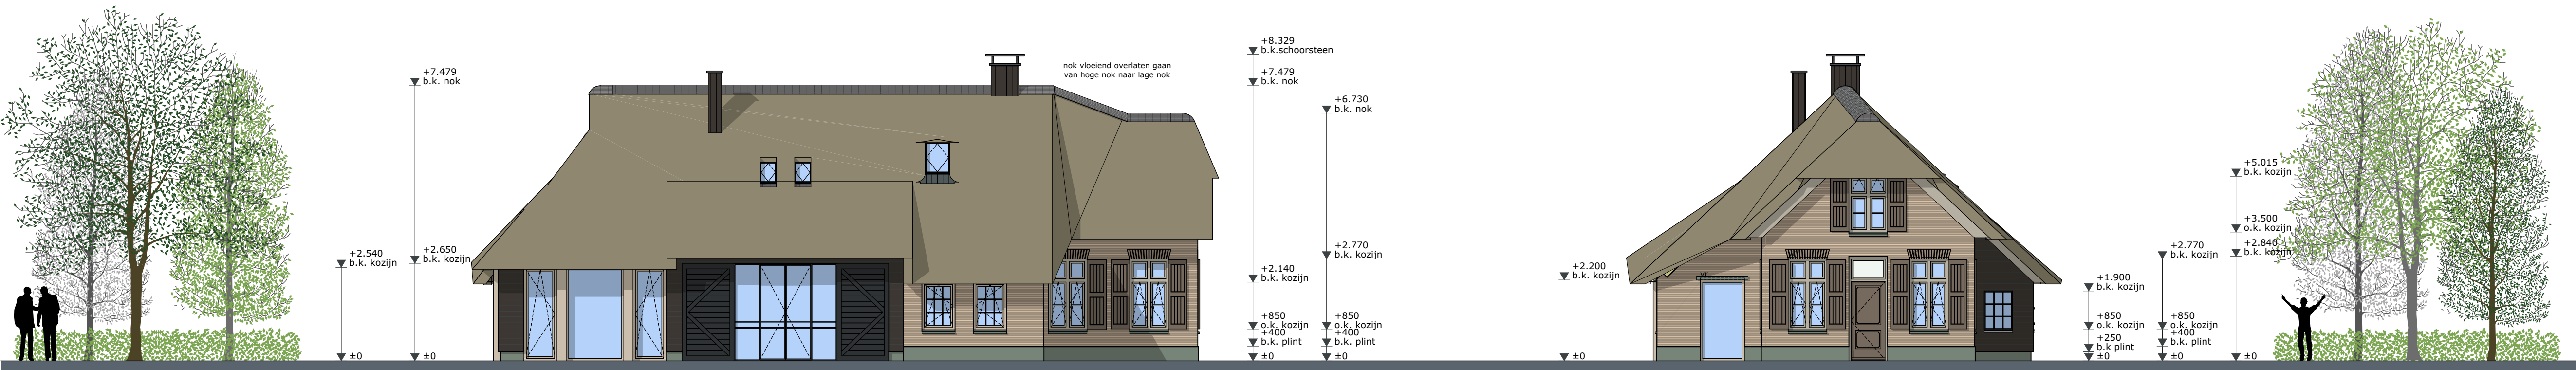 +2.540
b.k. kozijn
±0
+7.479
b.k. nok
+2.650
b.k. kozijn
±0
nok vloeiend overlaten gaan
van hoge nok naar lage nok
+8.329
b.k.schoorsteen
+7.479
b.k. nok
+2.140
b.k. kozijn
+850
o.k. kozijn
+400
b.k. plint
±0
+6.730
b.k. nok
+2.770
b.k. kozijn
+850
o.k. kozijn
+400
b.k. plint
±0
+2.200
b.k. kozijn
±0
vr
+1.900
b.k. kozijn
+850
o.k. kozijn
+250
b.k plint
±0
+2.770
b.k. kozijn
+850
o.k. kozijn
+400
b.k. plint
±0
+5.015
b.k. kozijn
+3.500
o.k. kozijn
+2.840
b.k. kozijn
±0